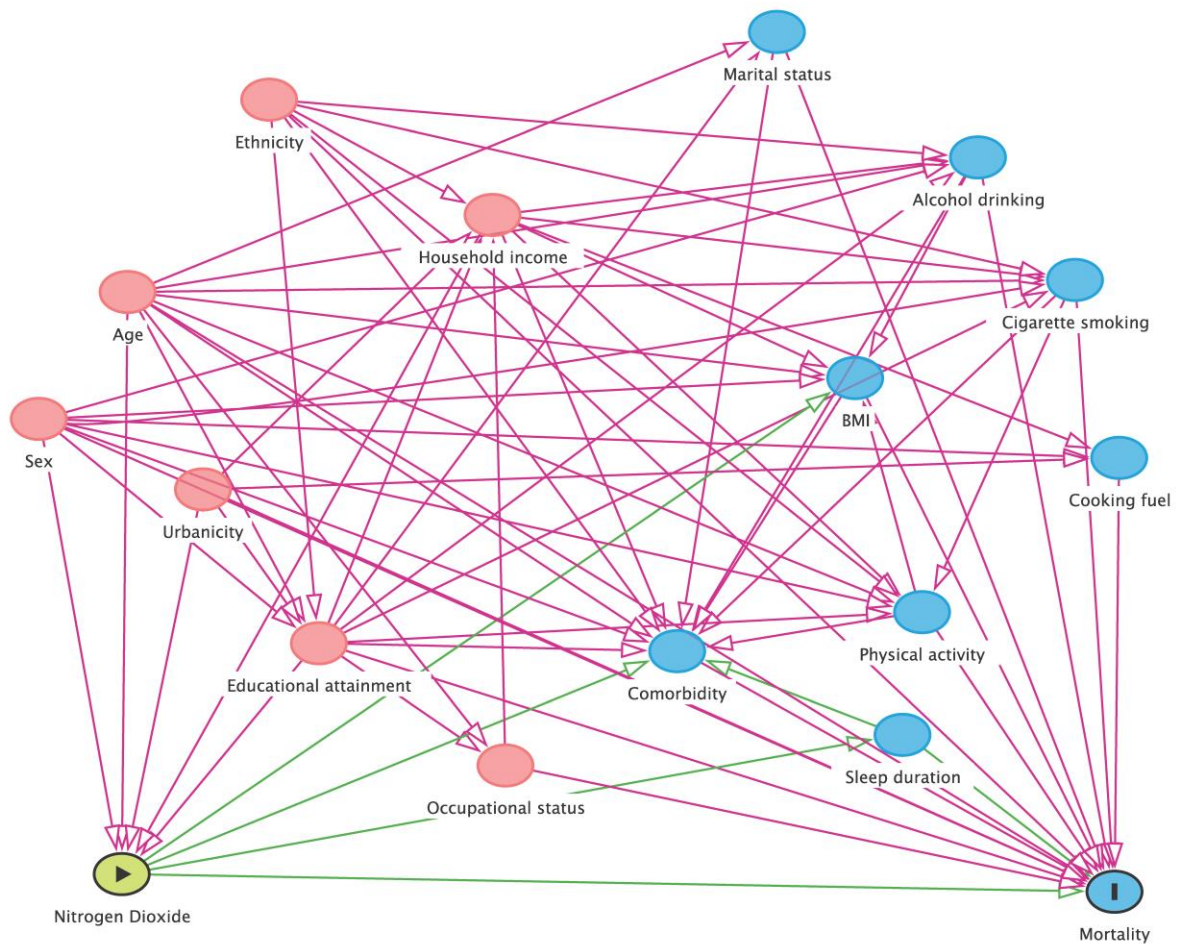 Marital status
Ethnicity
Alcohol drinking
Household income
Cigarette smoking
Age
BMI
Sex
Cooking fuel
Urbanicity
Physical activity
Educational attainment
Comorbidity
Sleep duration
Occupational status
Nitrogen Dioxide
Mortality